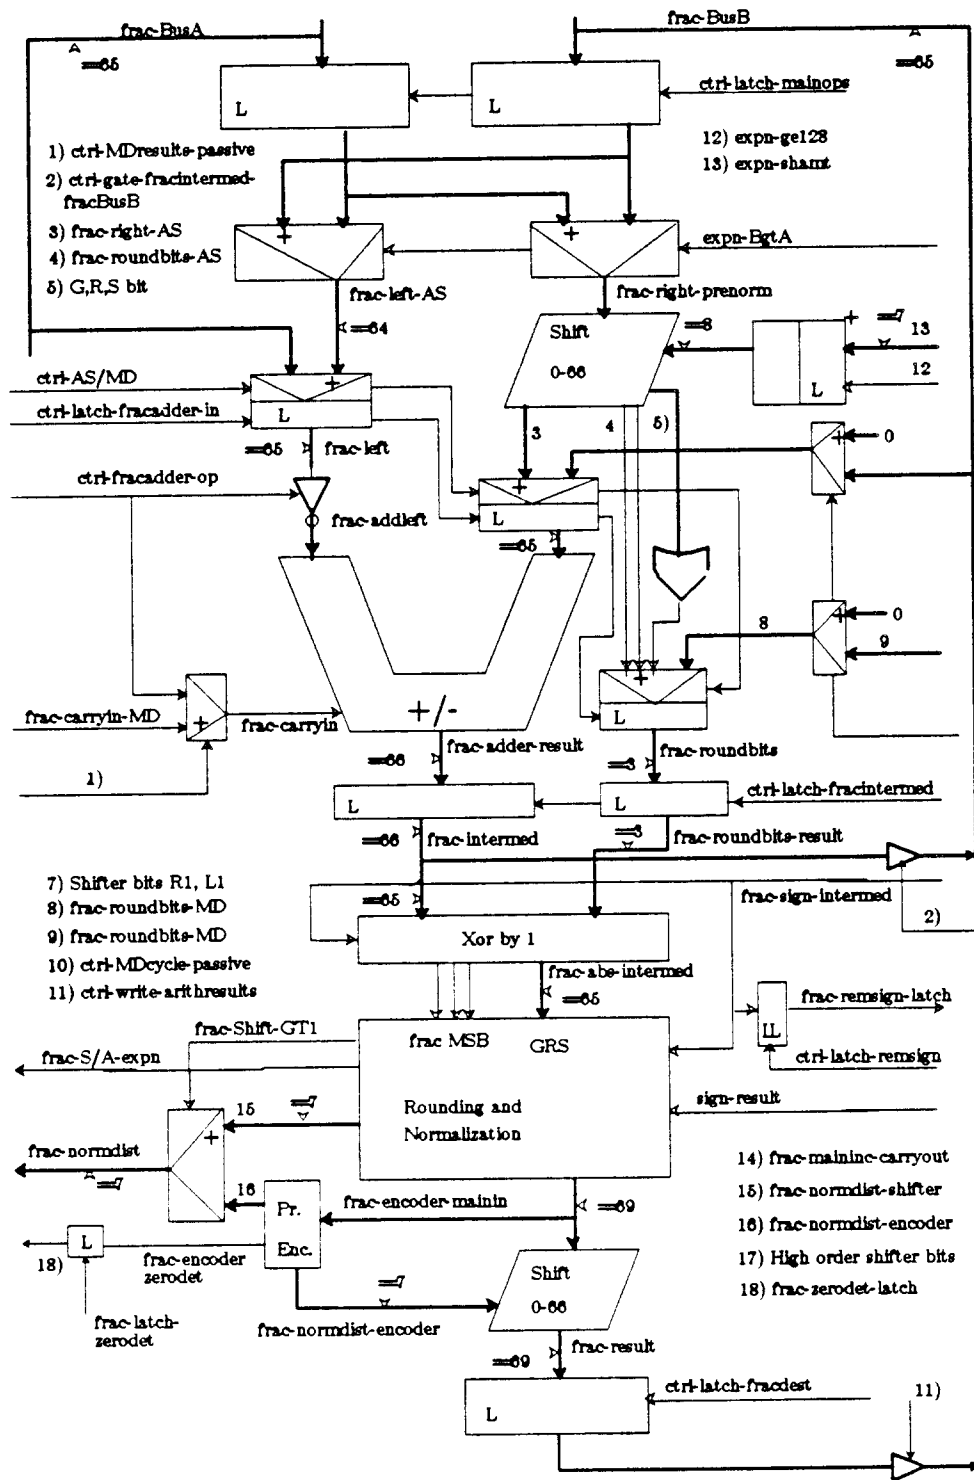 frac-BusA
frac-BusB
=65
=65
L
L
ctrl-latch-mainops
1) ctrl-MDresults-passive
2) ctrl-gate-fracintermed-
fracBusB
3) frac-right-AS
4) frac-roundbits-AS
5) G,R,S bit
12) expn-ge128
13) expn-shamt
+
+
expn-BgtA
frac-left-AS
frac-right-prenorm
=64
Shift
0-66
=8
+
=7
13
L
12
ctrl-AS/MD
+
ctrl-latch-fracadder-in
L
3
4
5)
+
0
=65
frac-left
ctrl-fracadder-op
+
L
frac-addleft
=65
8
+
0
9
+
L
+/-
frac-carryin-MD
+
frac-carryin
1)
=66
frac-adder-result
=3
frac-roundbits
L
L
ctrl-latch-fracintermed
=66
frac-intermed
=3
frac-roundbits-result
7) Shifter bits R1, L1
8) frac-roundbits-MD
9) frac-roundbits-MD
10) ctrl-MDcycle-passive
11) ctrl-write-arithresults
=65
frac-sign-intermed
2)
Xor by 1
frac-abs-intermed
=65
frac-remsign-latch
LL
ctrl-latch-remsign
frac-Shift-GT1
frac MSB
GRS
frac-S/A-expn
sign-result
15
=7
Rounding and
Normalization
+
frac-normdist
=7
16
Pr.
Enc.
frac-encoder-mainin
=69
14) frac-maininc-carryout
15) frac-normdist-shifter
16) frac-normdist-encoder
17) High order shifter bits
18) frac-zerodet-latch
18)
L
frac-encoder
zerodet
=7
Shift
0-66
frac-latch-
zerodet
frac-normdist-encoder
=69
frac-result
L
ctrl-latch-fracdest
11)